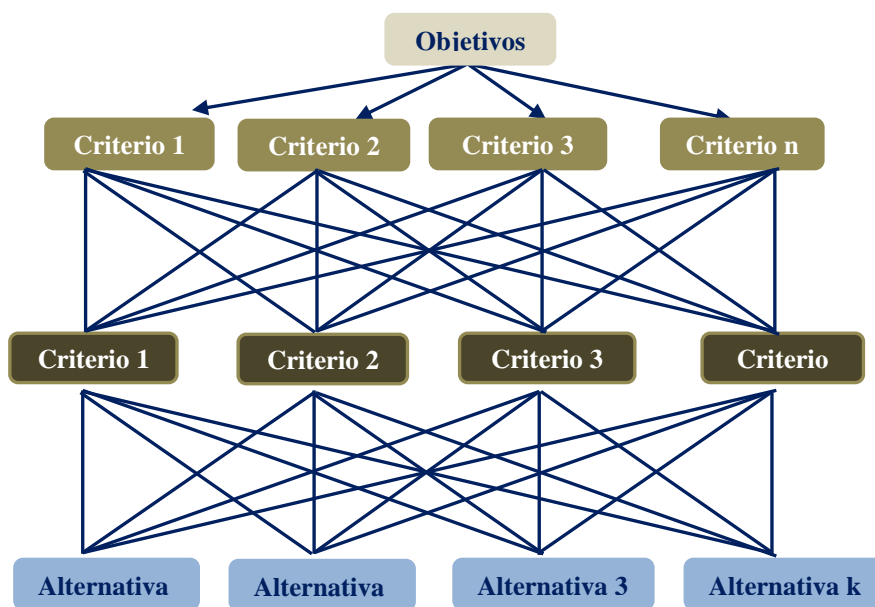 Objetivos
Criterio 1
Criterio 2
Criterio 3
Criterio n
Criterio 1
Criterio 2
Criterio 3
Criterio
Alternativa
Alternativa
Alternativa 3
Alternativa k